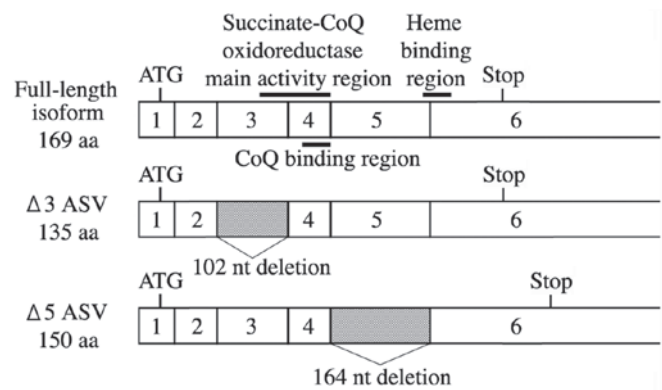 Succinate-CoQ
oxidoreductase
main activity region
Heme
binding
region
ATG
Stop
Full-length
isoform
169 aa
1 2 3 4 5 6
CoQ binding region
ATG
Stop
Δ3 ASV
135 aa
1 2 4 5 6
102 nt deletion
ATG
Stop
Δ5 ASV
150 aa
1 2 3 4 6
164 nt deletion